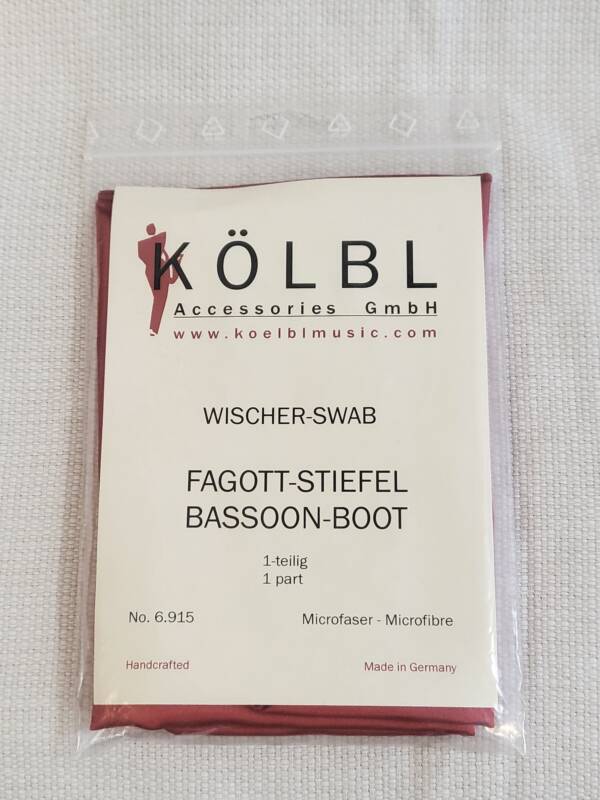 KÖLBL
Accessories GmbH
www.koelblmusic.com
WISCHER-SWAB
FAGOTT-STIEFEL
BASSOON-BOOT
1-teilig
1 part
No. 6.915 Microfaser - Microfibre
Handcrafted Made in Germany